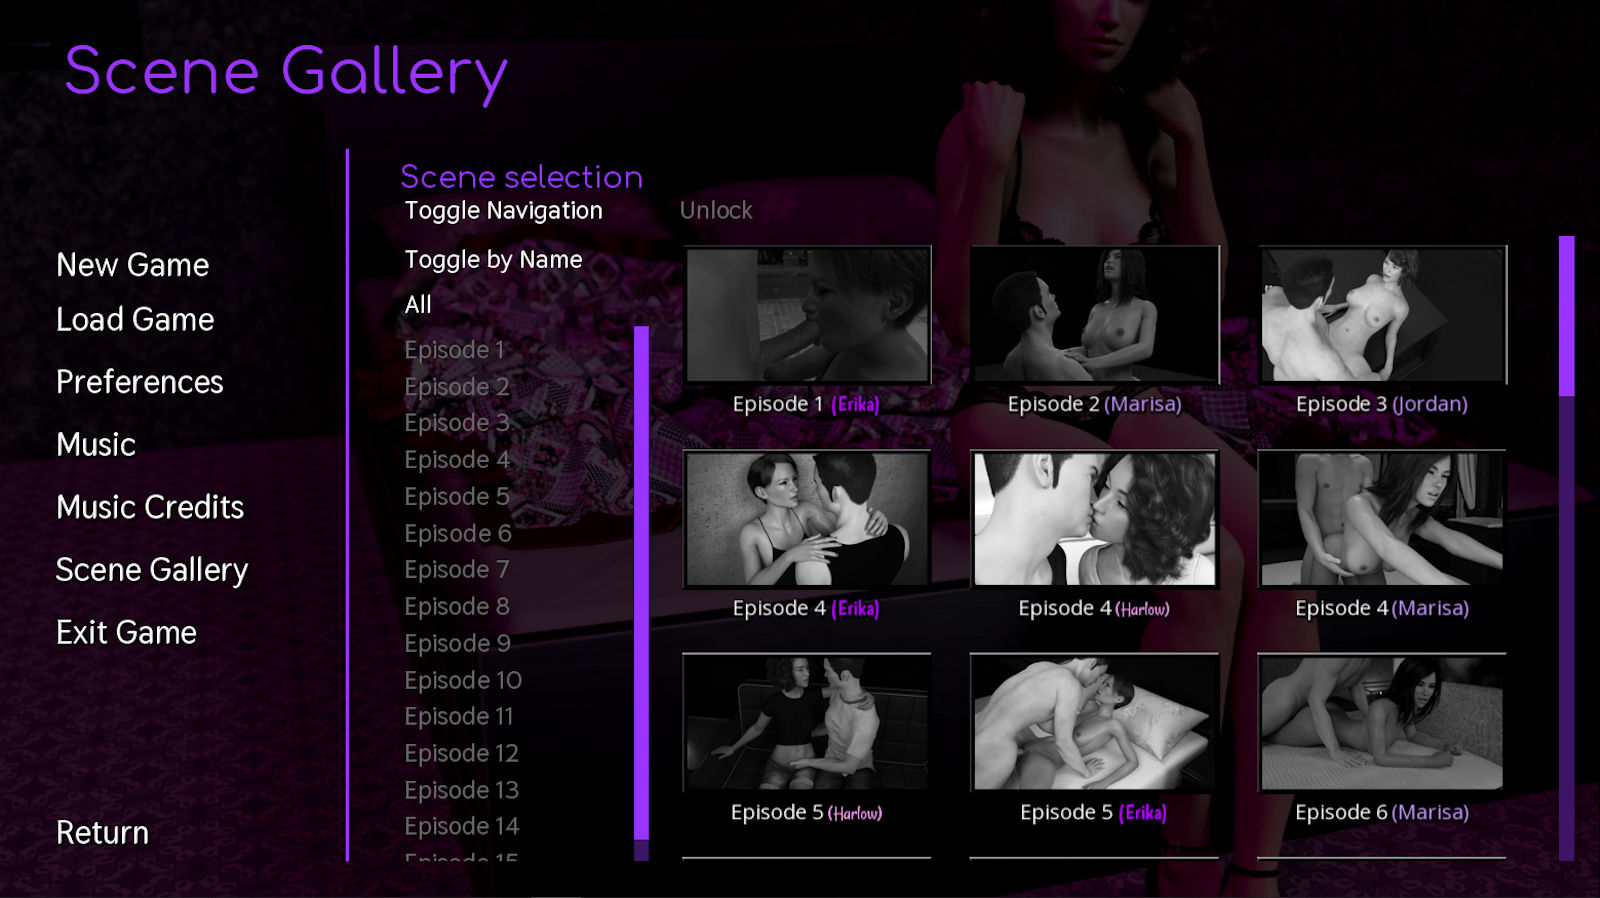 Scene Gallery
New Game
Load Game
Preferences
Music
Music Credits
Scene Gallery
Exit Game
Return
Scene selection
Toggle Navigation
Toggle by Name
All
Episode 1
Episode 2
Episode 3
Episode 4
Episode 5
Episode 6
Episode 7
Episode 8
Episode 9
Episode 10
Episode 11
Episode 12
Episode 13
Episode 14
Episode 15
Unlock
Episode 1 (Erika)
Episode 2 (Marisa)
Episode 3 (Jordan)
Episode 4 (Erika)
Episode 4 (Harlow)
Episode 4 (Marisa)
Episode 5 (Harlow)
Episode 5 (Erika)
Episode 6 (Marisa)